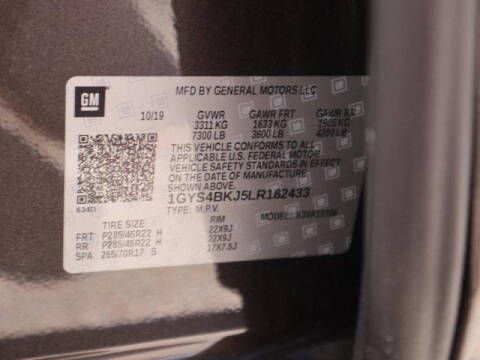 GM
MFD BY GENERAL MOTORS LLC
10/19 GVWR GAWR FRT GAWR RR
3311 KG 1633 KG 1905 KG
7300 LB 3600 LB 4200 LB
THIS VEHICLE CONFORMS TO ALL
APPLICABLE U.S. FEDERAL MOTOR
VEHICLE SAFETY STANDARDS IN EFFECT
ON THE DATE OF MANUFACTURE
SHOWN ABOVE.
1GYS4BKJ5LR182433
TYPE: M.P.V.
TIRE SIZE RIM
FRT P285/45R22 H 22X9J
RR P285/45R22 H 22X9J
SPA 265/70R17 S 17X7.5J